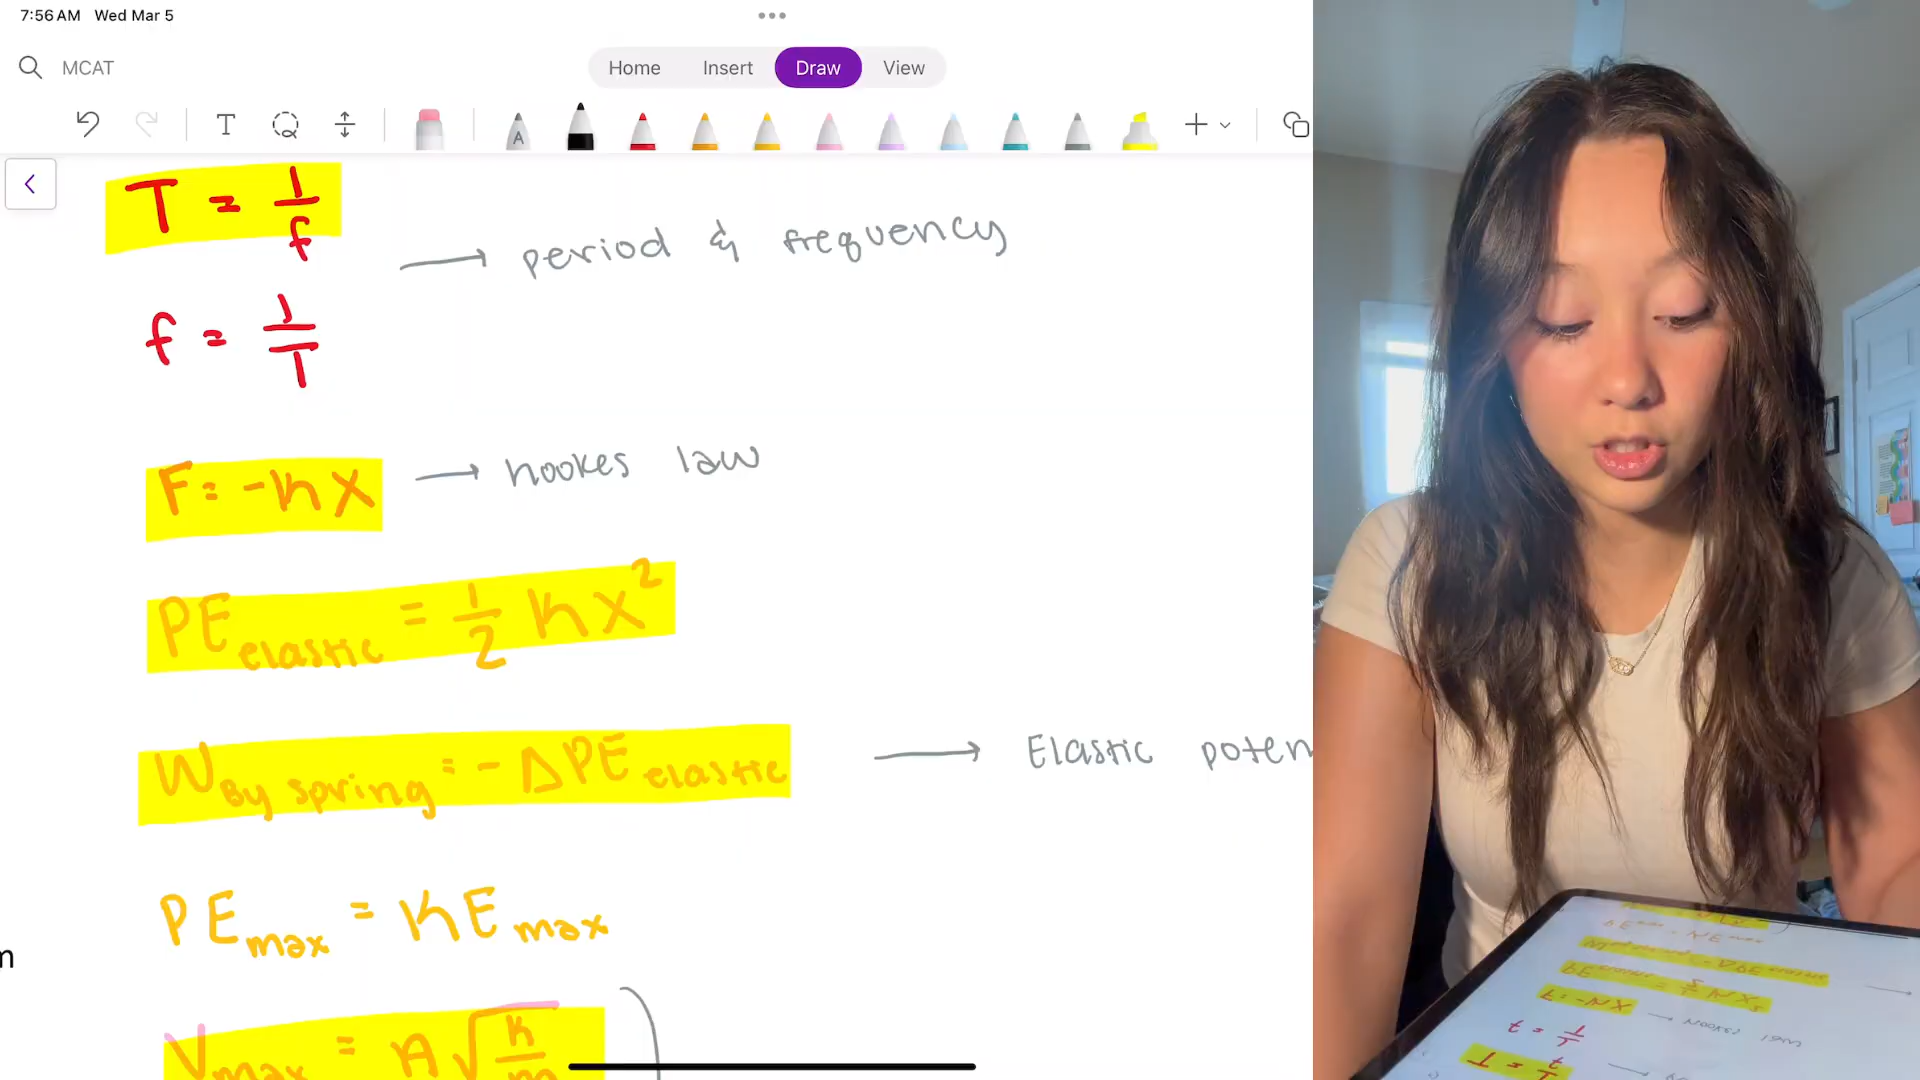 7:56 AM Wed Mar 5
MCAT
Home Insert Draw View
T A
T = 1/f
→ period & frequency
f = 1/T
F = -kx → hookes law
PE elastic = 1/2 kx²
W By spring = - ΔPE elastic → Elastic poten
PE max = KE max
m
V max = A √k/m